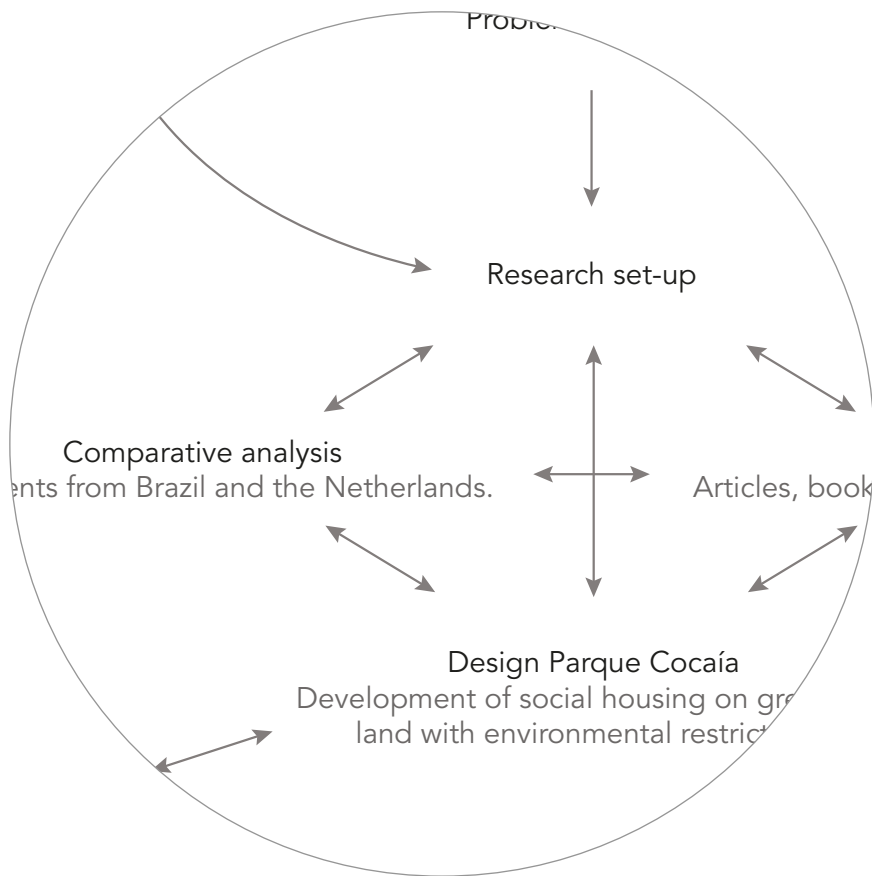 Research set-up
Comparative analysis
from Brazil and the Netherlands.
Articles,
Design Parque Cocaía
Development of social housing on
land with environmental